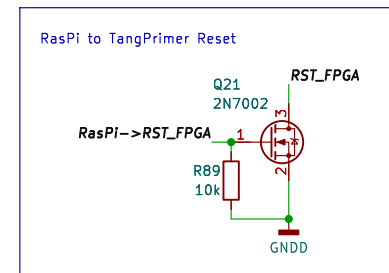 RasPi to TangPrimer Reset
RST_FPGA
Q21
2N7002
3
RasPi->RST_FPGA
1
2
R89
10k
GNDD